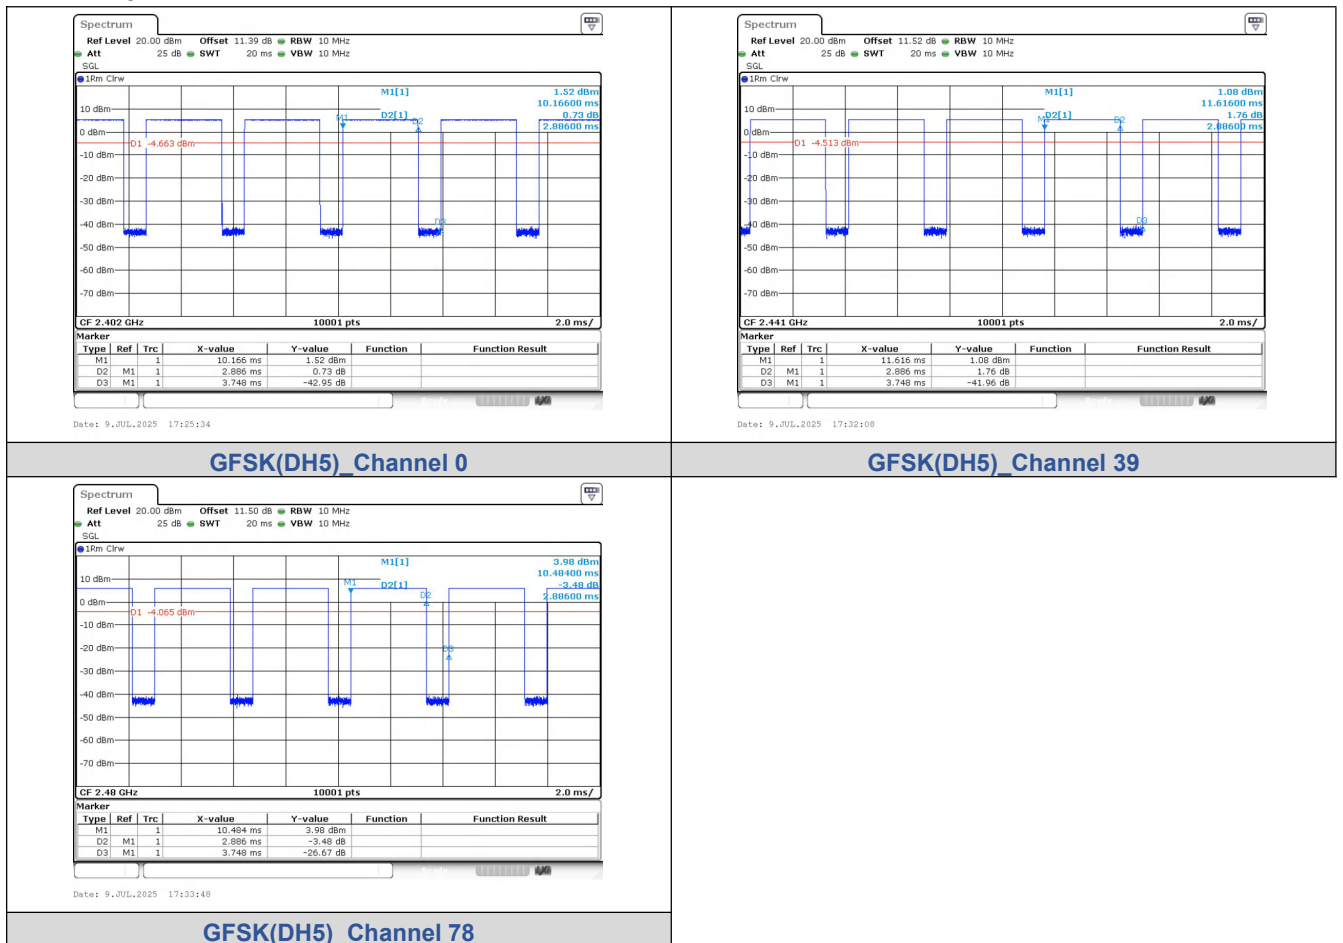 Spectrum
Ref Level 20.00 dBm Offset 11.39 dB RBW 10 MHz
Att 25 dB SWT 20 ms VBW 10 MHz
SGL
1Rm Clrw
M1[1] 1.52 dBm
10.16600 ms
D2[1] 0.73 dB
2.88600 ms
M1
D2
D3
10 dBm
0 dBm
D1 -4.663 dBm
-10 dBm
-20 dBm
-30 dBm
-40 dBm
-50 dBm
-60 dBm
-70 dBm
CF 2.402 GHz 10001 pts 2.0 ms/
Marker
Type Ref Trc X-value Y-value Function Function Result
M1 1 10.166 ms 1.52 dBm
D2 M1 1 2.886 ms 0.73 dB
D3 M1 1 3.748 ms -42.95 dB
Date: 9.JUL.2025 17:25:34
GFSK(DH5)_Channel 0
Spectrum
Ref Level 20.00 dBm Offset 11.52 dB RBW 10 MHz
Att 25 dB SWT 20 ms VBW 10 MHz
SGL
1Rm Clrw
M1[1] 1.08 dBm
11.61600 ms
D2[1] 1.76 dB
2.88600 ms
M1
D2
D3
10 dBm
0 dBm
D1 -4.513 dBm
-10 dBm
-20 dBm
-30 dBm
-40 dBm
-50 dBm
-60 dBm
-70 dBm
CF 2.441 GHz 10001 pts 2.0 ms/
Marker
Type Ref Trc X-value Y-value Function Function Result
M1 1 11.616 ms 1.08 dBm
D2 M1 1 2.886 ms 1.76 dB
D3 M1 1 3.748 ms -41.96 dB
Date: 9.JUL.2025 17:32:08
GFSK(DH5)_Channel 39
Spectrum
Ref Level 20.00 dBm Offset 11.50 dB RBW 10 MHz
Att 25 dB SWT 20 ms VBW 10 MHz
SGL
1Rm Clrw
M1[1] 3.98 dBm
10.48400 ms
D2[1] -3.48 dB
2.88600 ms
M1
D2
D3
10 dBm
0 dBm
D1 -4.065 dBm
-10 dBm
-20 dBm
-30 dBm
-40 dBm
-50 dBm
-60 dBm
-70 dBm
CF 2.48 GHz 10001 pts 2.0 ms/
Marker
Type Ref Trc X-value Y-value Function Function Result
M1 1 10.484 ms 3.98 dBm
D2 M1 1 2.886 ms -3.48 dB
D3 M1 1 3.748 ms -26.67 dB
Date: 9.JUL.2025 17:33:48
GFSK(DH5)_Channel 78